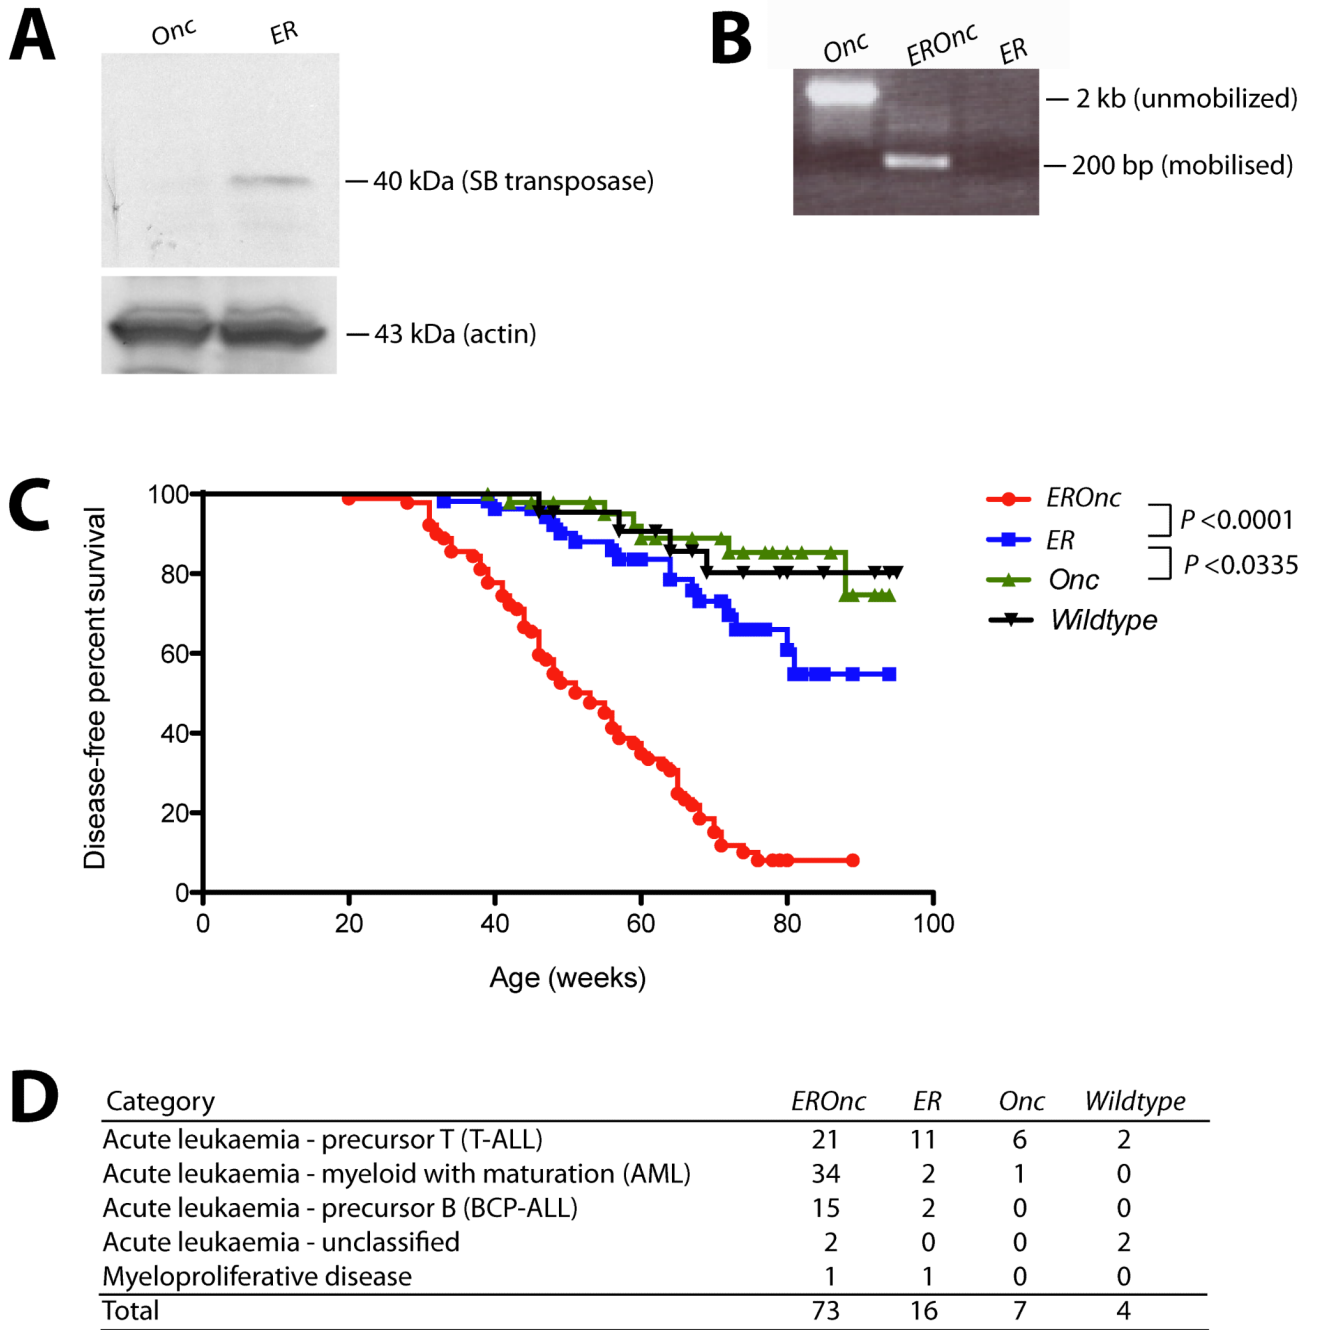 A
Onc ER
40 kDa (SB transposase)
43 kDa (actin)
B
Onc EROnc ER
2 kb (unmobilized)
200 bp (mobilised)
C
Disease-free percent survival
100
80
60
40
20
0
0 20 40 60 80 100
Age (weeks)
EROnc
ER
Onc
Wildtype
P <0.0001
P <0.0335
D
Category EROnc ER Onc Wildtype
Acute leukaemia - precursor T (T-ALL) 21 11 6 2
Acute leukaemia - myeloid with maturation (AML) 34 2 1 0
Acute leukaemia - precursor B (BCP-ALL) 15 2 0 0
Acute leukaemia - unclassified 2 0 0 2
Myeloproliferative disease 1 1 0 0
Total 73 16 7 4